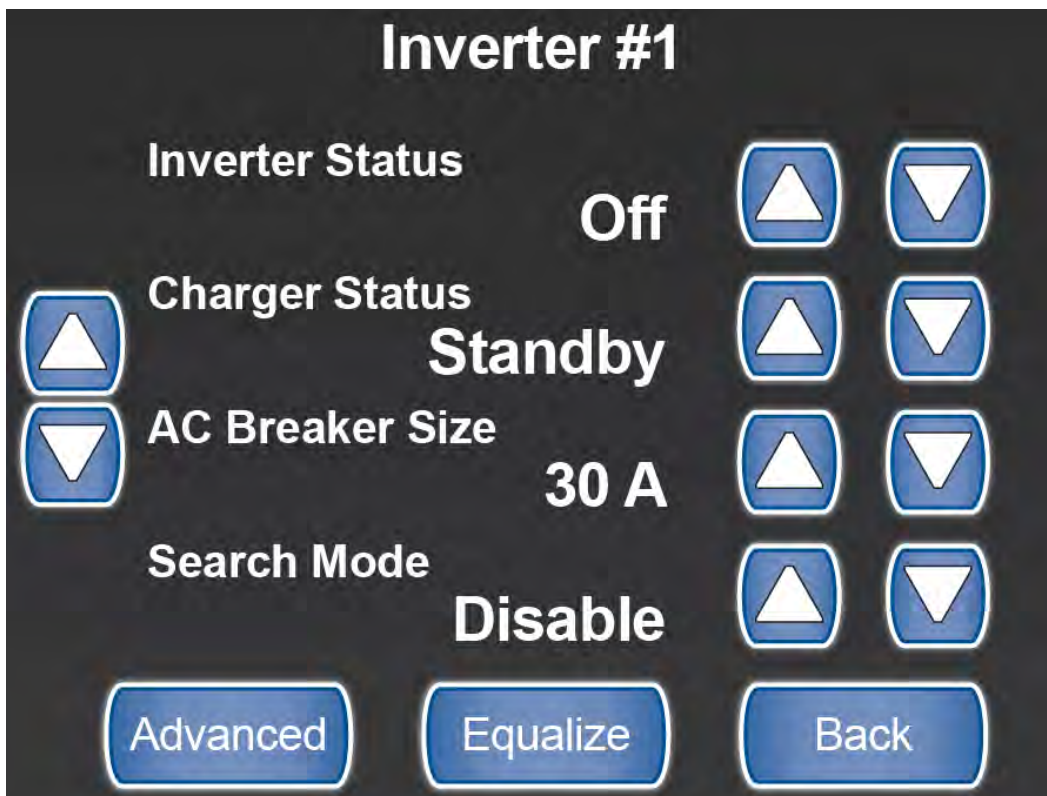 Inverter #1
Inverter Status
Off
Charger Status
Standby
AC Breaker Size
30 A
Search Mode
Disable
Advanced
Equalize
Back